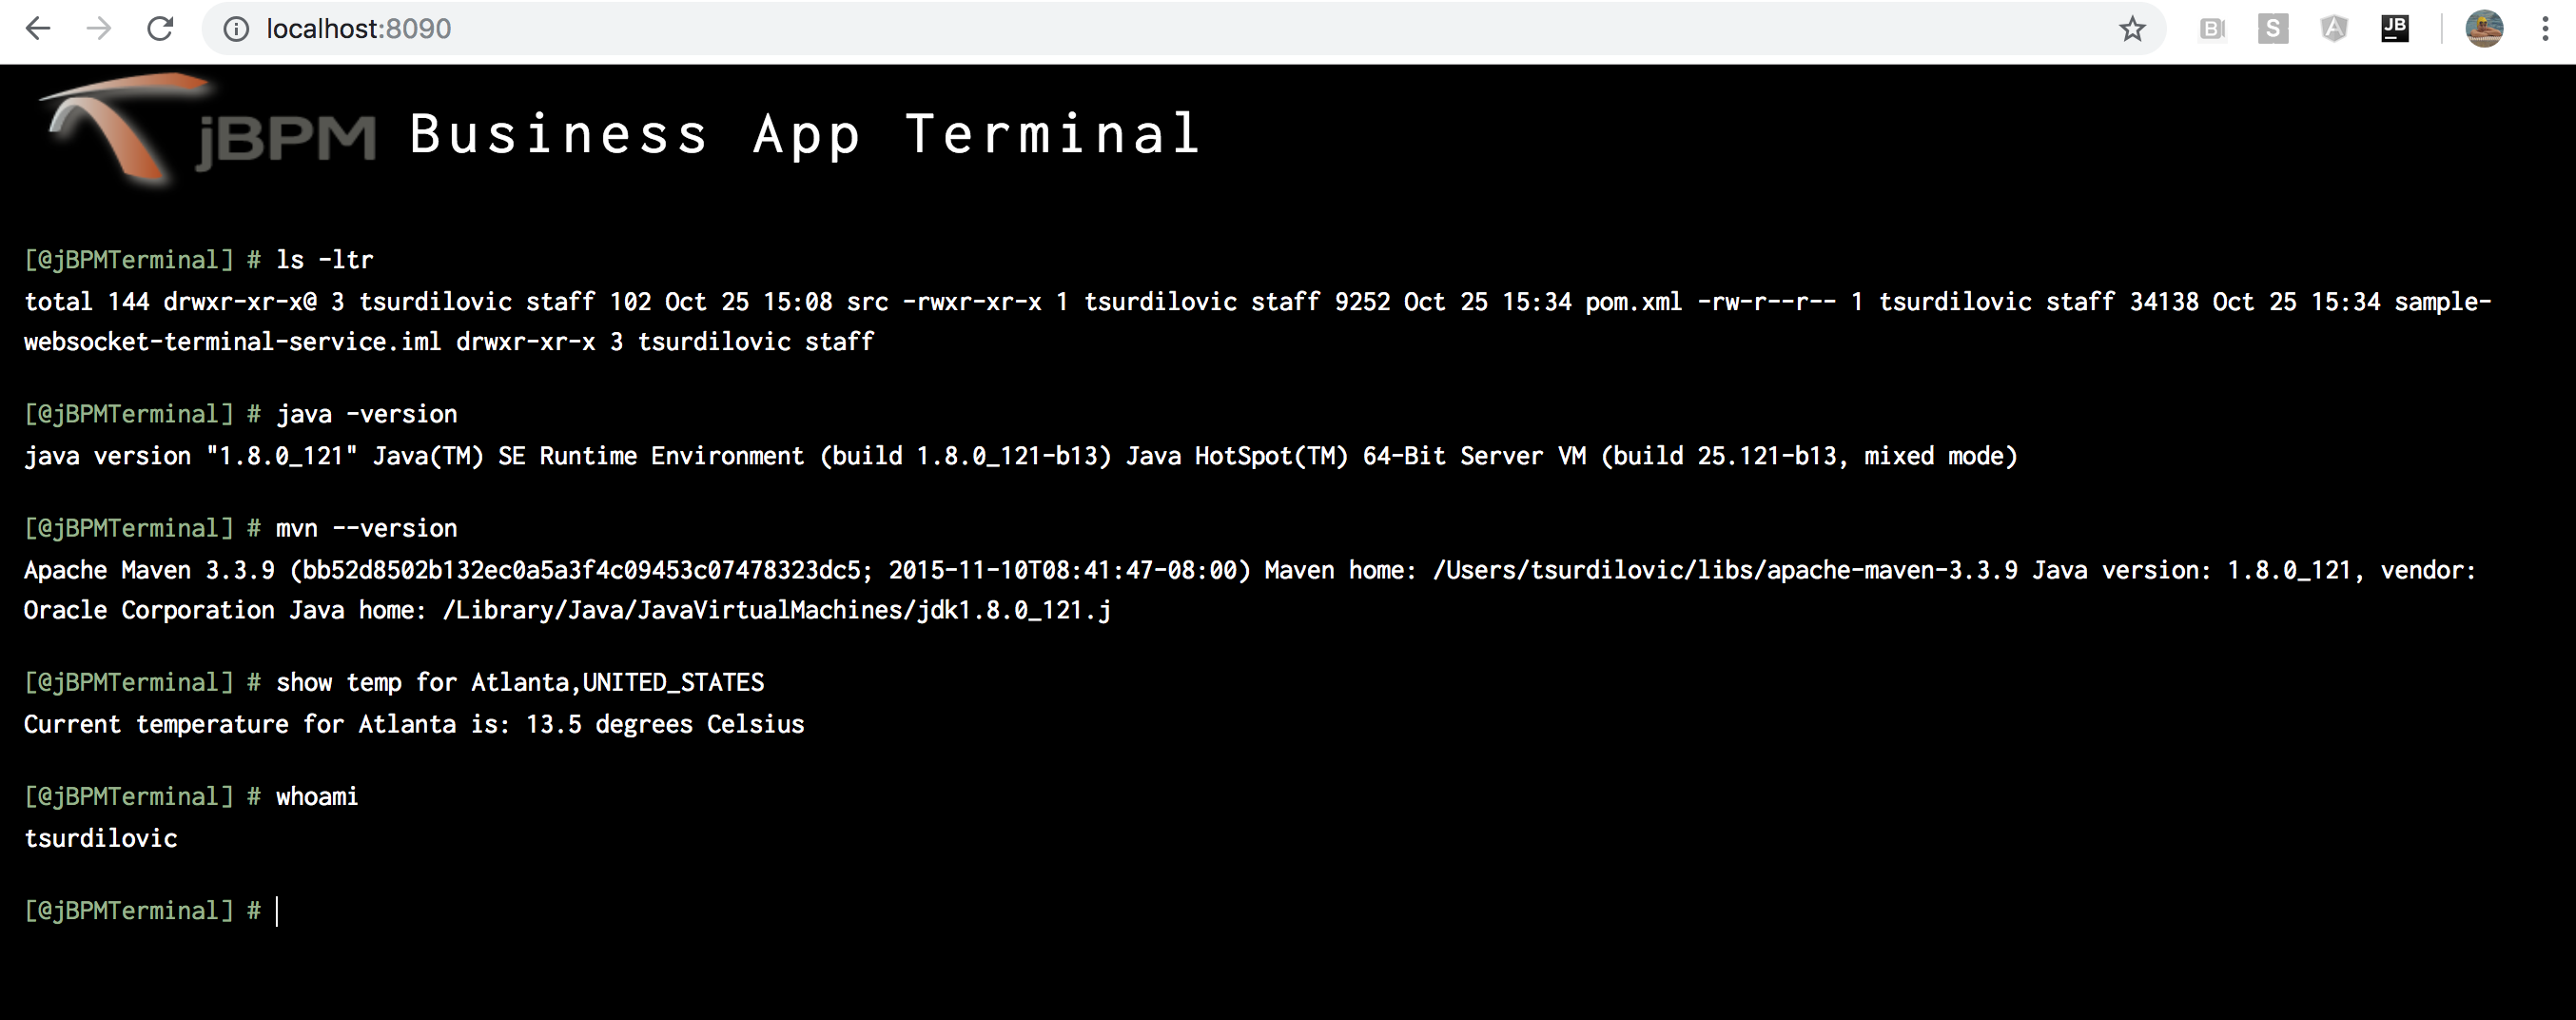 localhost:8090
jBPM Business App Terminal
[@jBPMTerminal] # ls -ltr
total 144 drwxr-xr-x@ 3 tsurdilovic staff 102 Oct 25 15:08 src -rwxr-xr-x 1 tsurdilovic staff 9252 Oct 25 15:34 pom.xml -rw-r--r-- 1 tsurdilovic staff 34138 Oct 25 15:34 sample-
websocket-terminal-service.iml drwxr-xr-x 3 tsurdilovic staff
[@jBPMTerminal] # java -version
java version "1.8.0_121" Java(TM) SE Runtime Environment (build 1.8.0_121-b13) Java HotSpot(TM) 64-Bit Server VM (build 25.121-b13, mixed mode)
[@jBPMTerminal] # mvn --version
Apache Maven 3.3.9 (bb52d8502b132ec0a5a3f4c09453c07478323dc5; 2015-11-10T08:41:47-08:00) Maven home: /Users/tsurdilovic/libs/apache-maven-3.3.9 Java version: 1.8.0_121, vendor:
Oracle Corporation Java home: /Library/Java/JavaVirtualMachines/jdk1.8.0_121.j
[@jBPMTerminal] # show temp for Atlanta,UNITED_STATES
Current temperature for Atlanta is: 13.5 degrees Celsius
[@jBPMTerminal] # whoami
tsurdilovic
[@jBPMTerminal] #